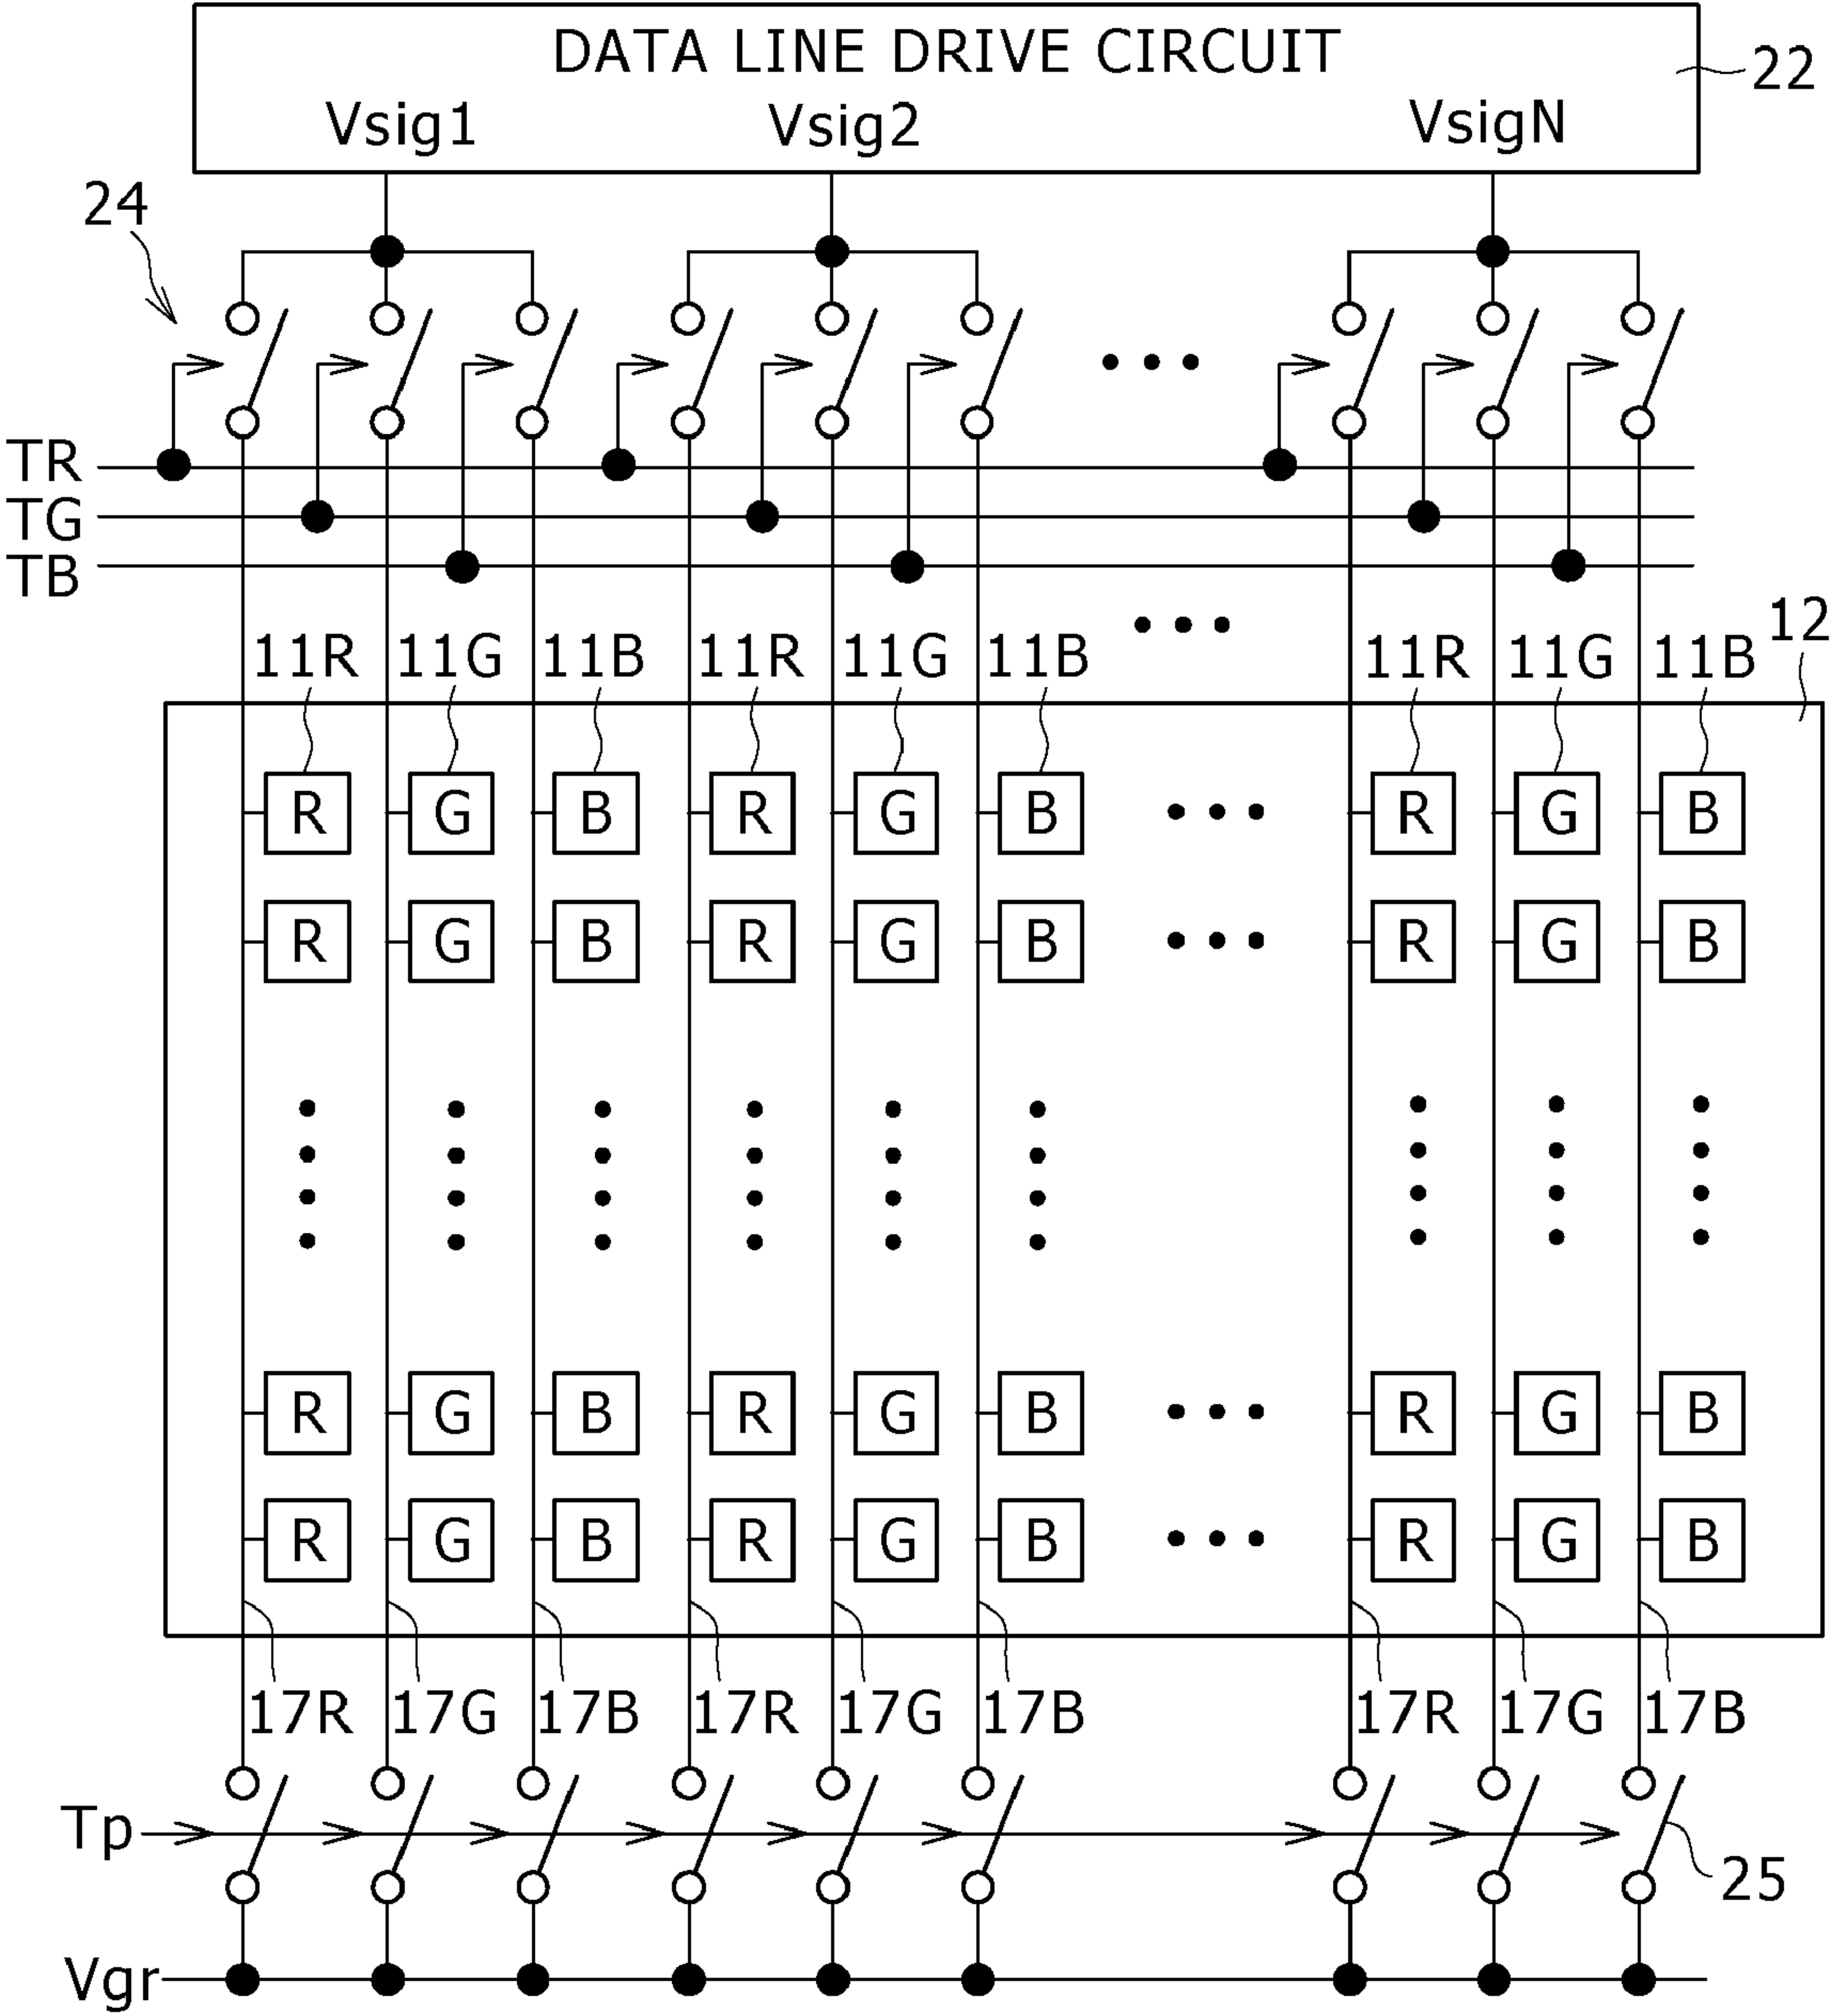 DATA LINE DRIVE CIRCUIT
22
Vsig1 Vsig2 VsigN
24
TR
TG
TB
12
11R 11G 11B 11R 11G 11B 11R 11G 11B
R G B R G B R G B
R G B R G B R G B
R G B R G B R G B
R G B R G B R G B
17R 17G 17B 17R 17G 17B 17R 17G 17B
Tp
25
Vgr